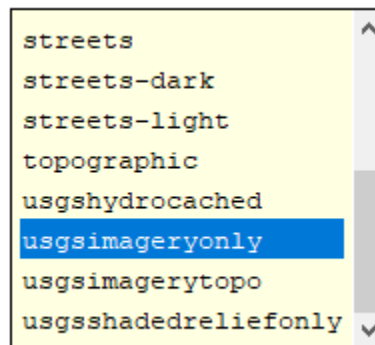 streets
streets-dark
streets-light
topographic
usgshydrocached
usgsimageryonly
usgsimagerytopo
usgsshadedreliefonly